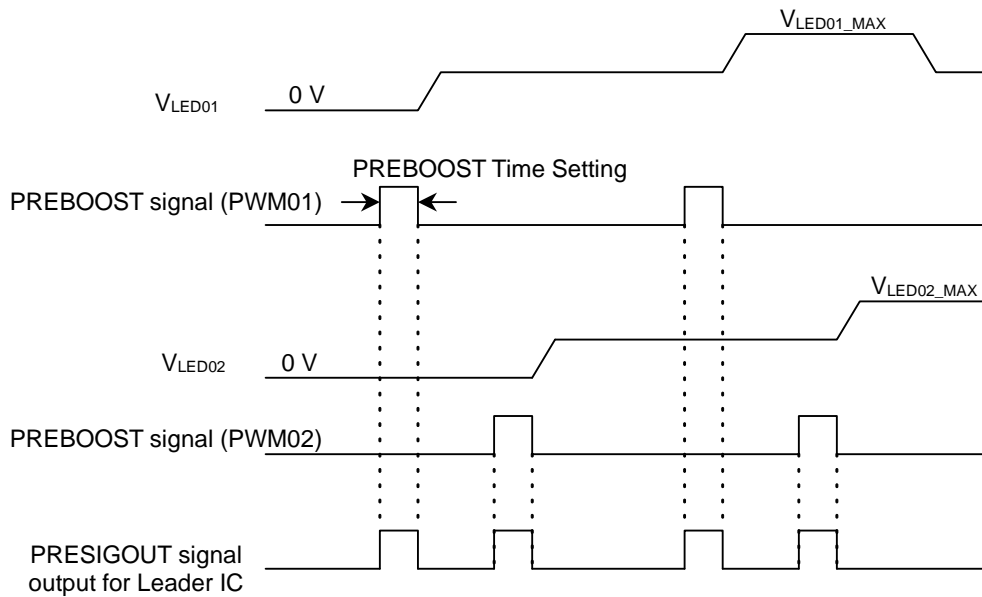 VLED01_MAX
VLED01
0 V
PREBOOST Time Setting
PREBOOST signal (PWM01)
VLED02_MAX
VLED02
0 V
PREBOOST signal (PWM02)
PRESIGOUT signal
output for Leader IC